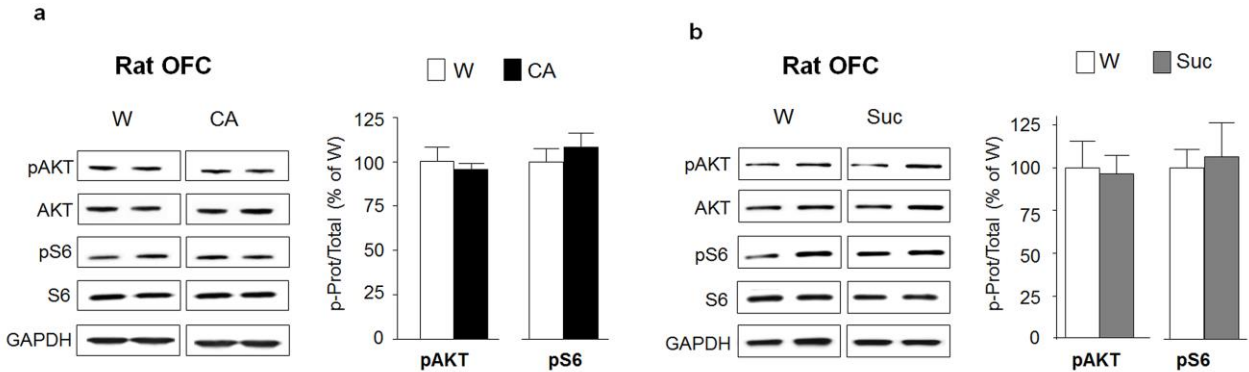 a
Rat OFC
W CA
pAKT
AKT
pS6
S6
GAPDH
W CA
p-Prot/Total (% of W)
125
100
75
50
25
0
pAKT pS6
b
Rat OFC
W Suc
pAKT
AKT
pS6
S6
GAPDH
W Suc
p-Prot/Total (% of W)
125
100
75
50
25
0
pAKT pS6